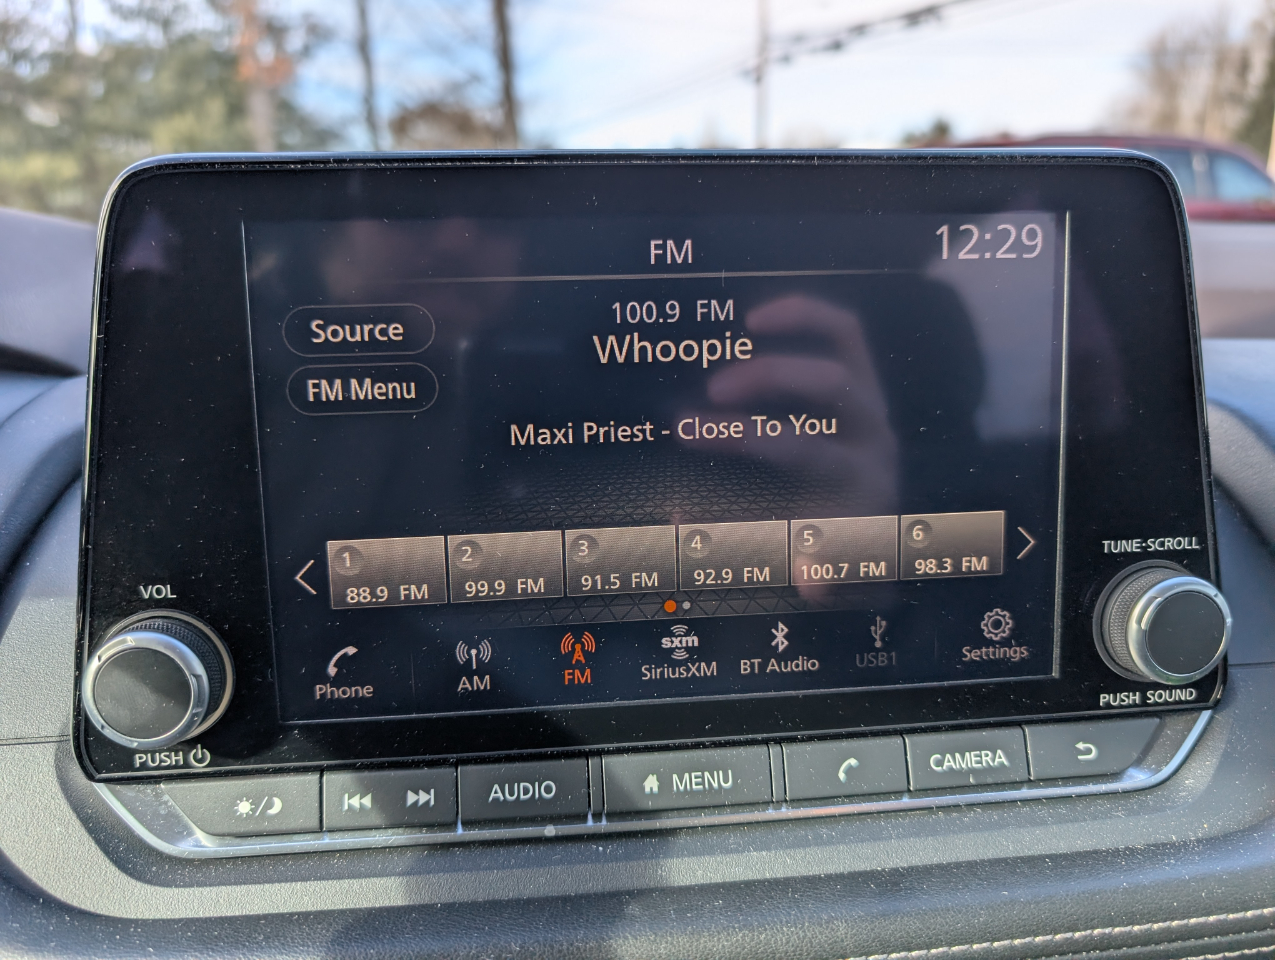 FM
12:29
Source
100.9 FM
Whoopie
FM Menu
Maxi Priest - Close To You
1
88.9 FM
2
99.9 FM
3
91.5 FM
4
92.9 FM
5
100.7 FM
6
98.3 FM
Phone
AM
FM
sxm
SiriusXM
BT Audio
USB1
Settings
VOL
PUSH
TUNE·SCROLL
PUSH SOUND
AUDIO
MENU
CAMERA